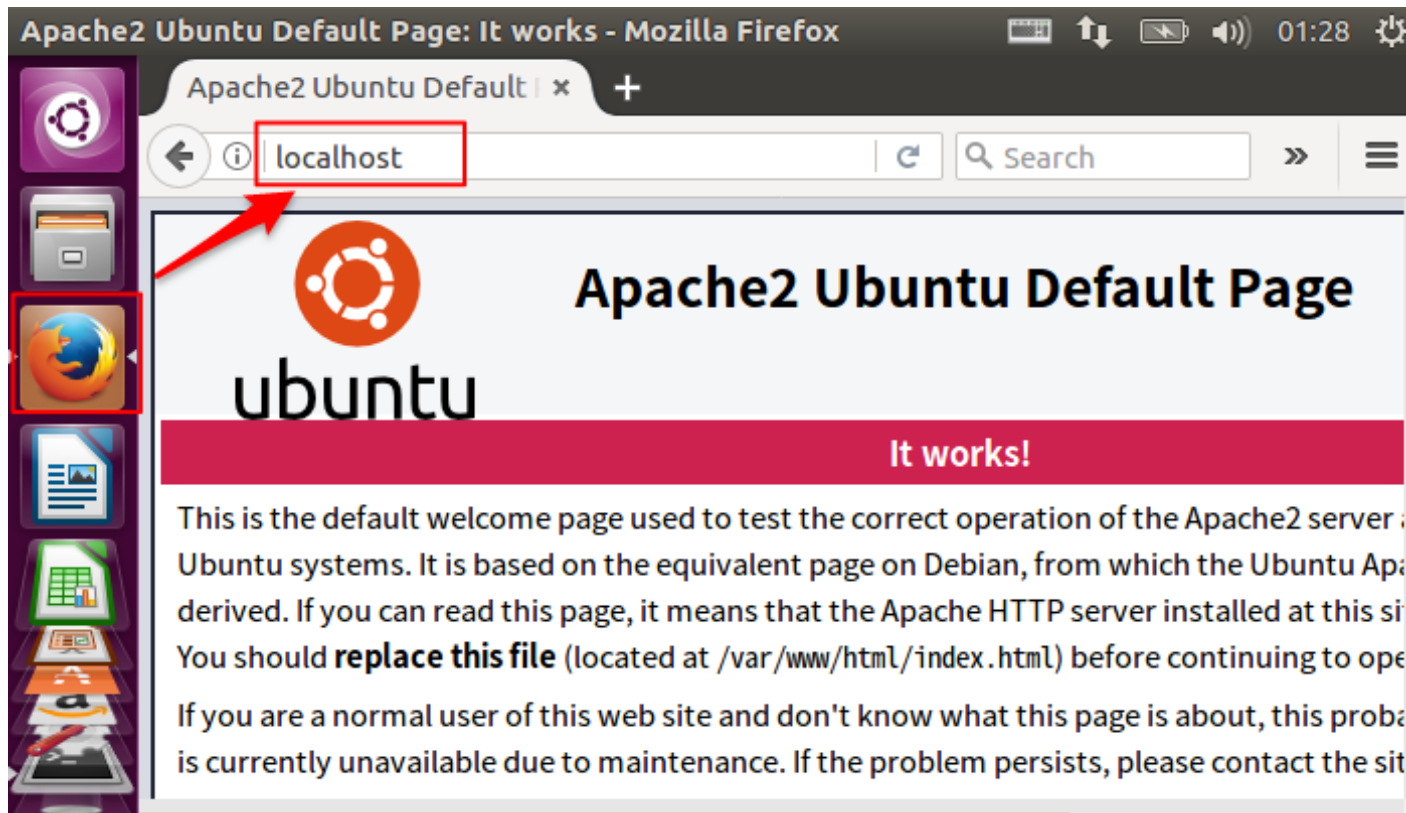 Apache2 Ubuntu Default Page: It works - Mozilla Firefox 01:28
Apache2 Ubuntu Default
localhost Search
ubuntu
Apache2 Ubuntu Default Page
It works!
This is the default welcome page used to test the correct operation of the Apache2 server
Ubuntu systems. It is based on the equivalent page on Debian, from which the Ubuntu
derived. If you can read this page, it means that the Apache HTTP server installed at this
You should replace this file (located at /var/www/html/index.html) before continuing to
If you are a normal user of this web site and don't know what this page is about, this
is currently unavailable due to maintenance. If the problem persists, please contact the